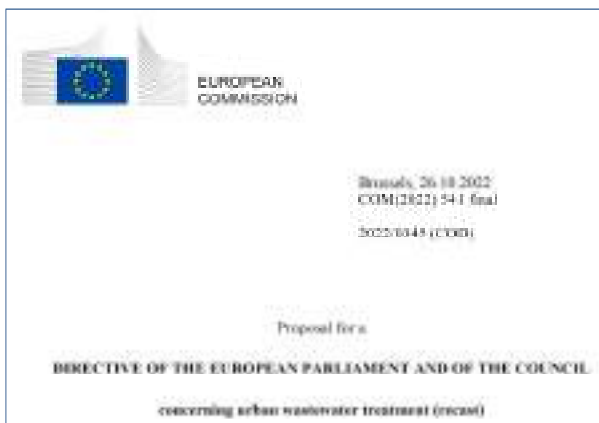 EUROPEAN
COMMISSION
Brussels, 26.10.2022
COM(2022) 541 final
2022/0345 (COD)
Proposal for a
DIRECTIVE OF THE EUROPEAN PARLIAMENT AND OF THE COUNCIL
concerning urban wastewater treatment (recast)